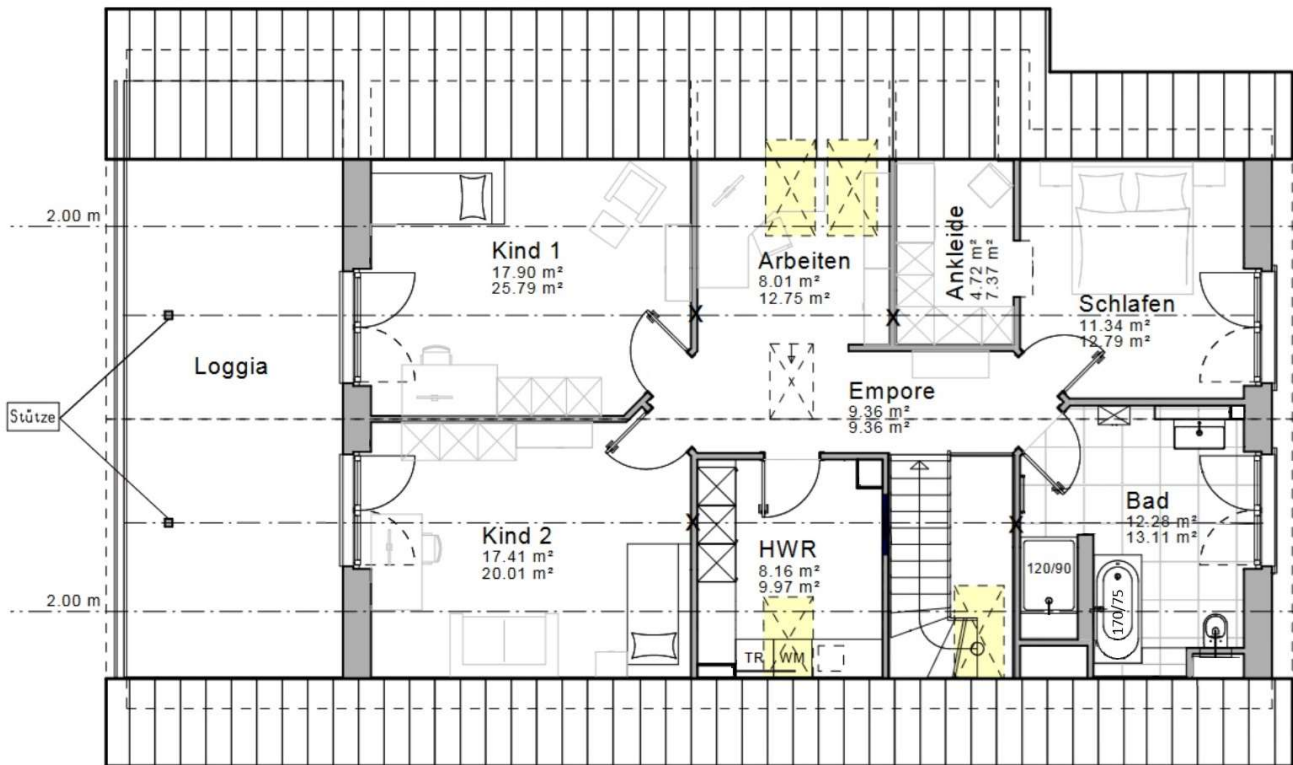 2.00 m
Kind 1
17.90 m²
25.79 m²
Arbeiten
8.01 m²
12.75 m²
Ankleide
4.72 m²
7.37 m²
Schlafen
11.34 m²
12.79 m²
Loggia
Stütze
Empore
9.36 m²
9.36 m²
Kind 2
17.41 m²
20.01 m²
HWR
8.16 m²
9.97 m²
Bad
12.28 m²
13.11 m²
120/90
170/75
2.00 m
TR
WM
X
X
X
X